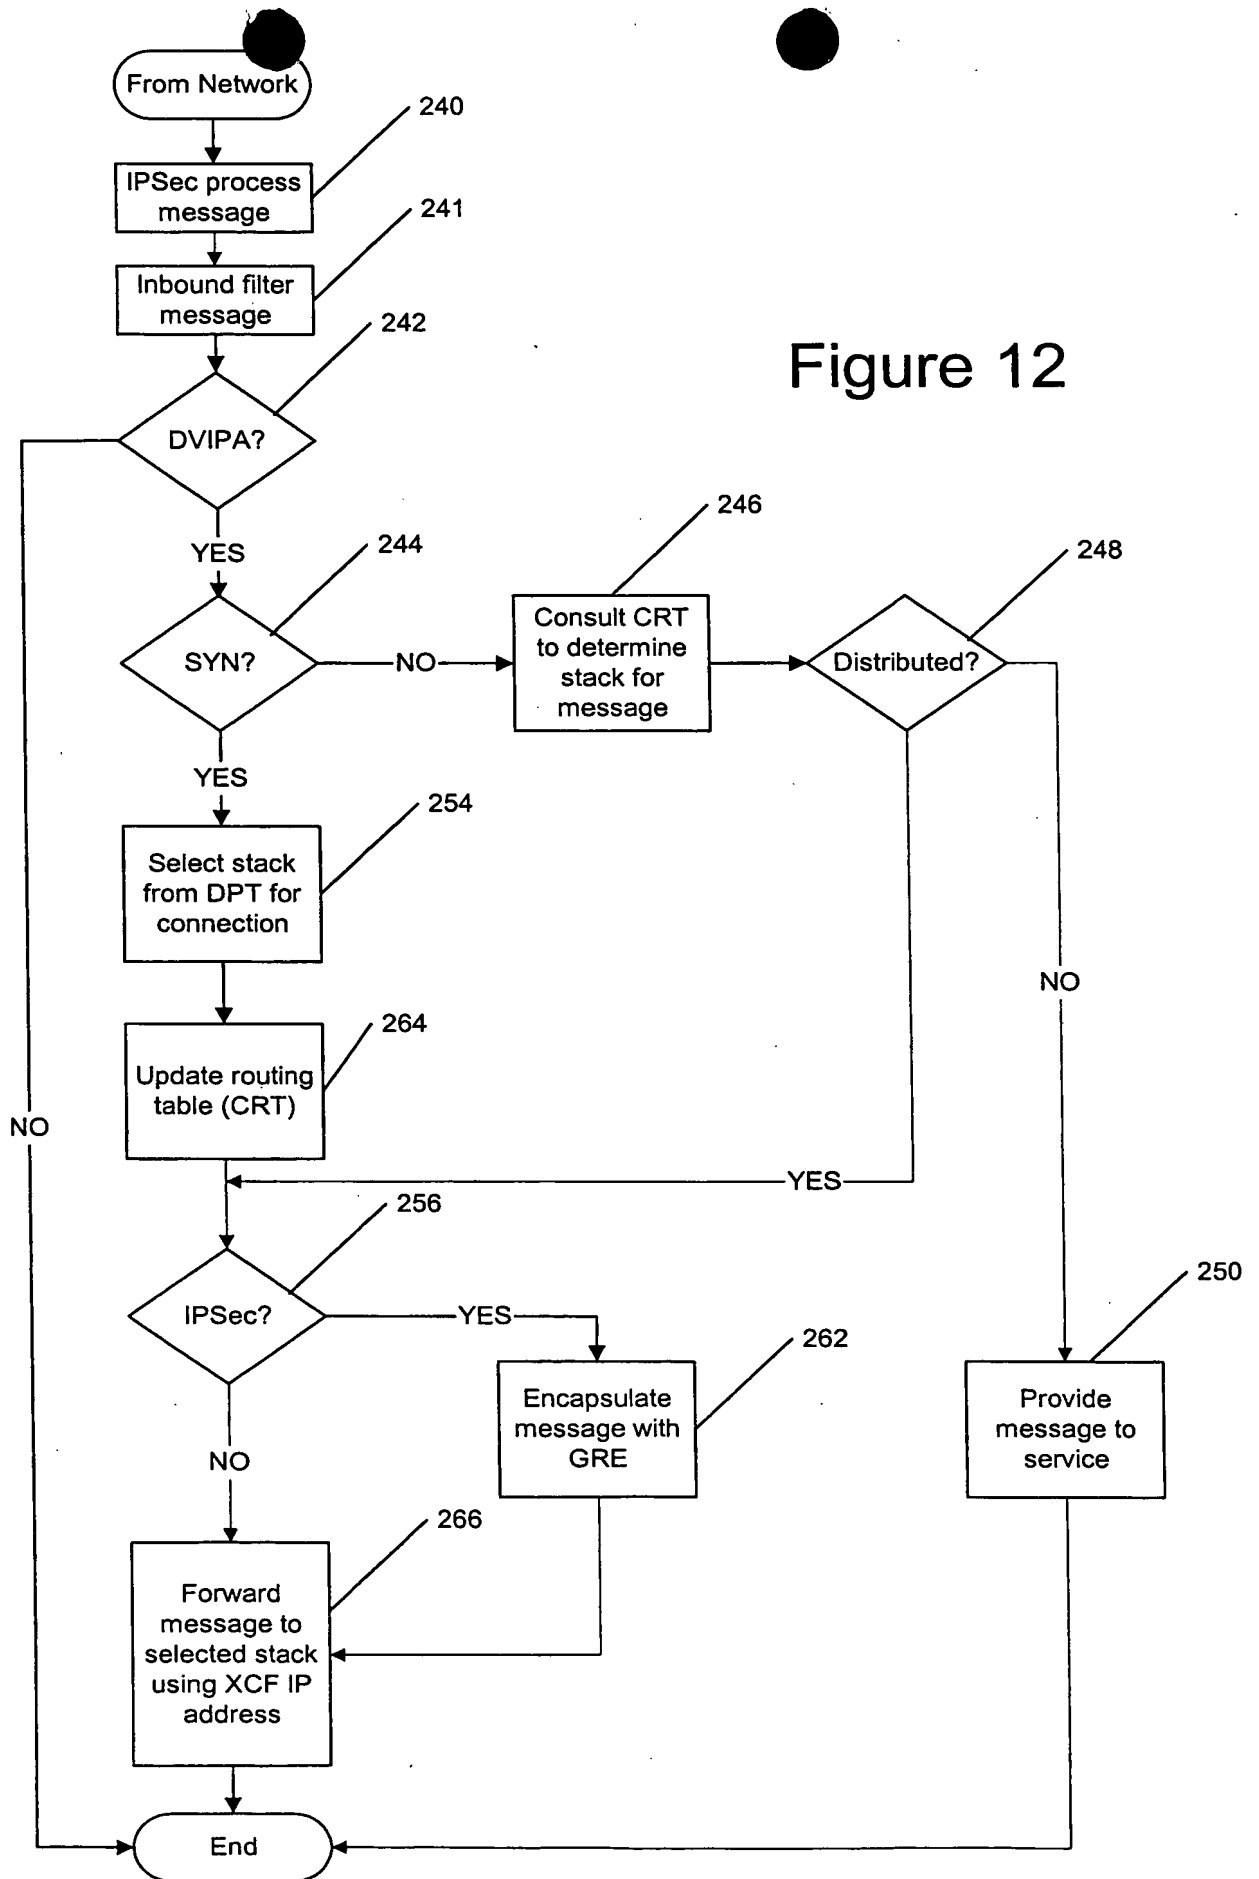 From Network
240
IPSec process
message
241
Inbound filter
message
242
Figure 12
DVIPA?
YES
244
246
248
SYN?
NO
Consult CRT
to determine
stack for
message
Distributed?
YES
254
Select stack
from DPT for
connection
NO
264
Update routing
table (CRT)
NO
YES
256
IPSec?
YES
250
262
Encapsulate
message with
GRE
Provide
message to
service
NO
266
Forward
message to
selected stack
using XCF IP
address
End